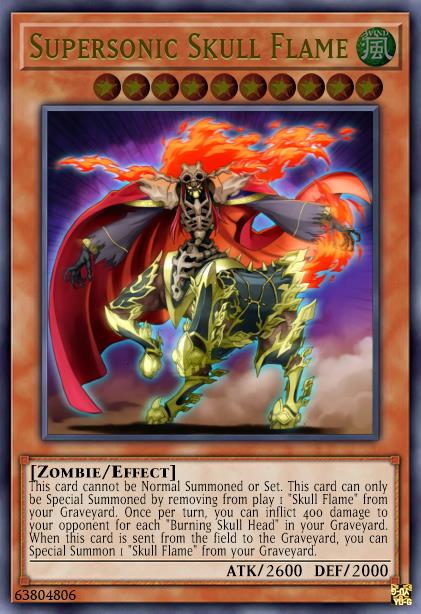 SUPERSONIC SKULL FLAME
WIND
風
[ZOMBIE/EFFECT]
This card cannot be Normal Summoned or Set. This card can only
be Special Summoned by removing from play 1 "Skull Flame" from
your Graveyard. Once per turn, you can inflict 400 damage to
your opponent for each "Burning Skull Head" in your Graveyard.
When this card is sent from the field to the Graveyard, you can
Special Summon 1 "Skull Flame" from your Graveyard.
ATK/2600 DEF/2000
63804806